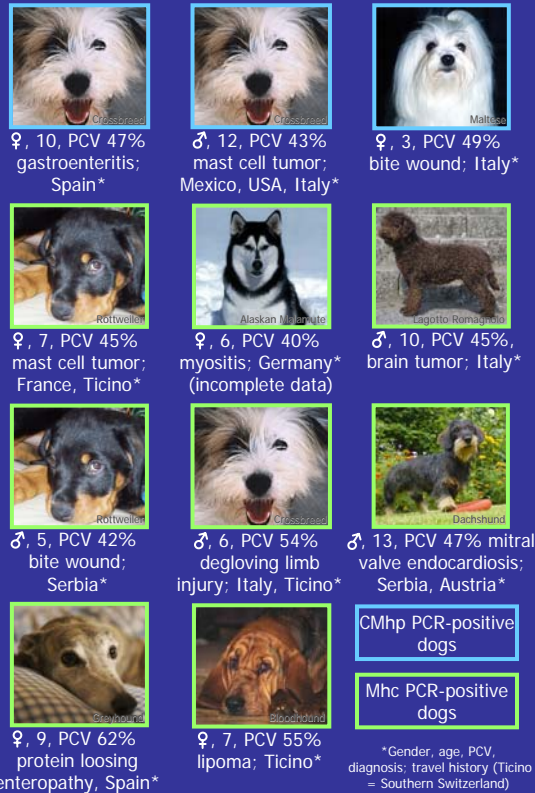 Crossbreed
♀, 10, PCV 47%
gastroenteritis;
Spain*
Crossbreed
♂, 12, PCV 43%
mast cell tumor;
Mexico, USA, Italy*
Maltese
♀, 3, PCV 49%
bite wound; Italy*
Rottweiler
♀, 7, PCV 45%
mast cell tumor;
France, Ticino*
Alaskan Malamute
♀, 6, PCV 40%
myositis; Germany*
(incomplete data)
Lagotto Romagnolo
♂, 10, PCV 45%,
brain tumor; Italy*
Rottweiler
♂, 5, PCV 42%
bite wound;
Serbia*
Crossbreed
♂, 6, PCV 54%
degloving limb
injury; Italy, Ticino*
Dachshund
♂, 13, PCV 47% mitral
valve endocardiosis;
Serbia, Austria*
Greyhound
♀, 9, PCV 62%
protein loosing
enteropathy, Spain*
Bloodhound
♀, 7, PCV 55%
lipoma; Ticino*
CMhp PCR-positive
dogs
Mhc PCR-positive
dogs
*Gender, age, PCV,
diagnosis; travel history (Ticino
= Southern Switzerland)